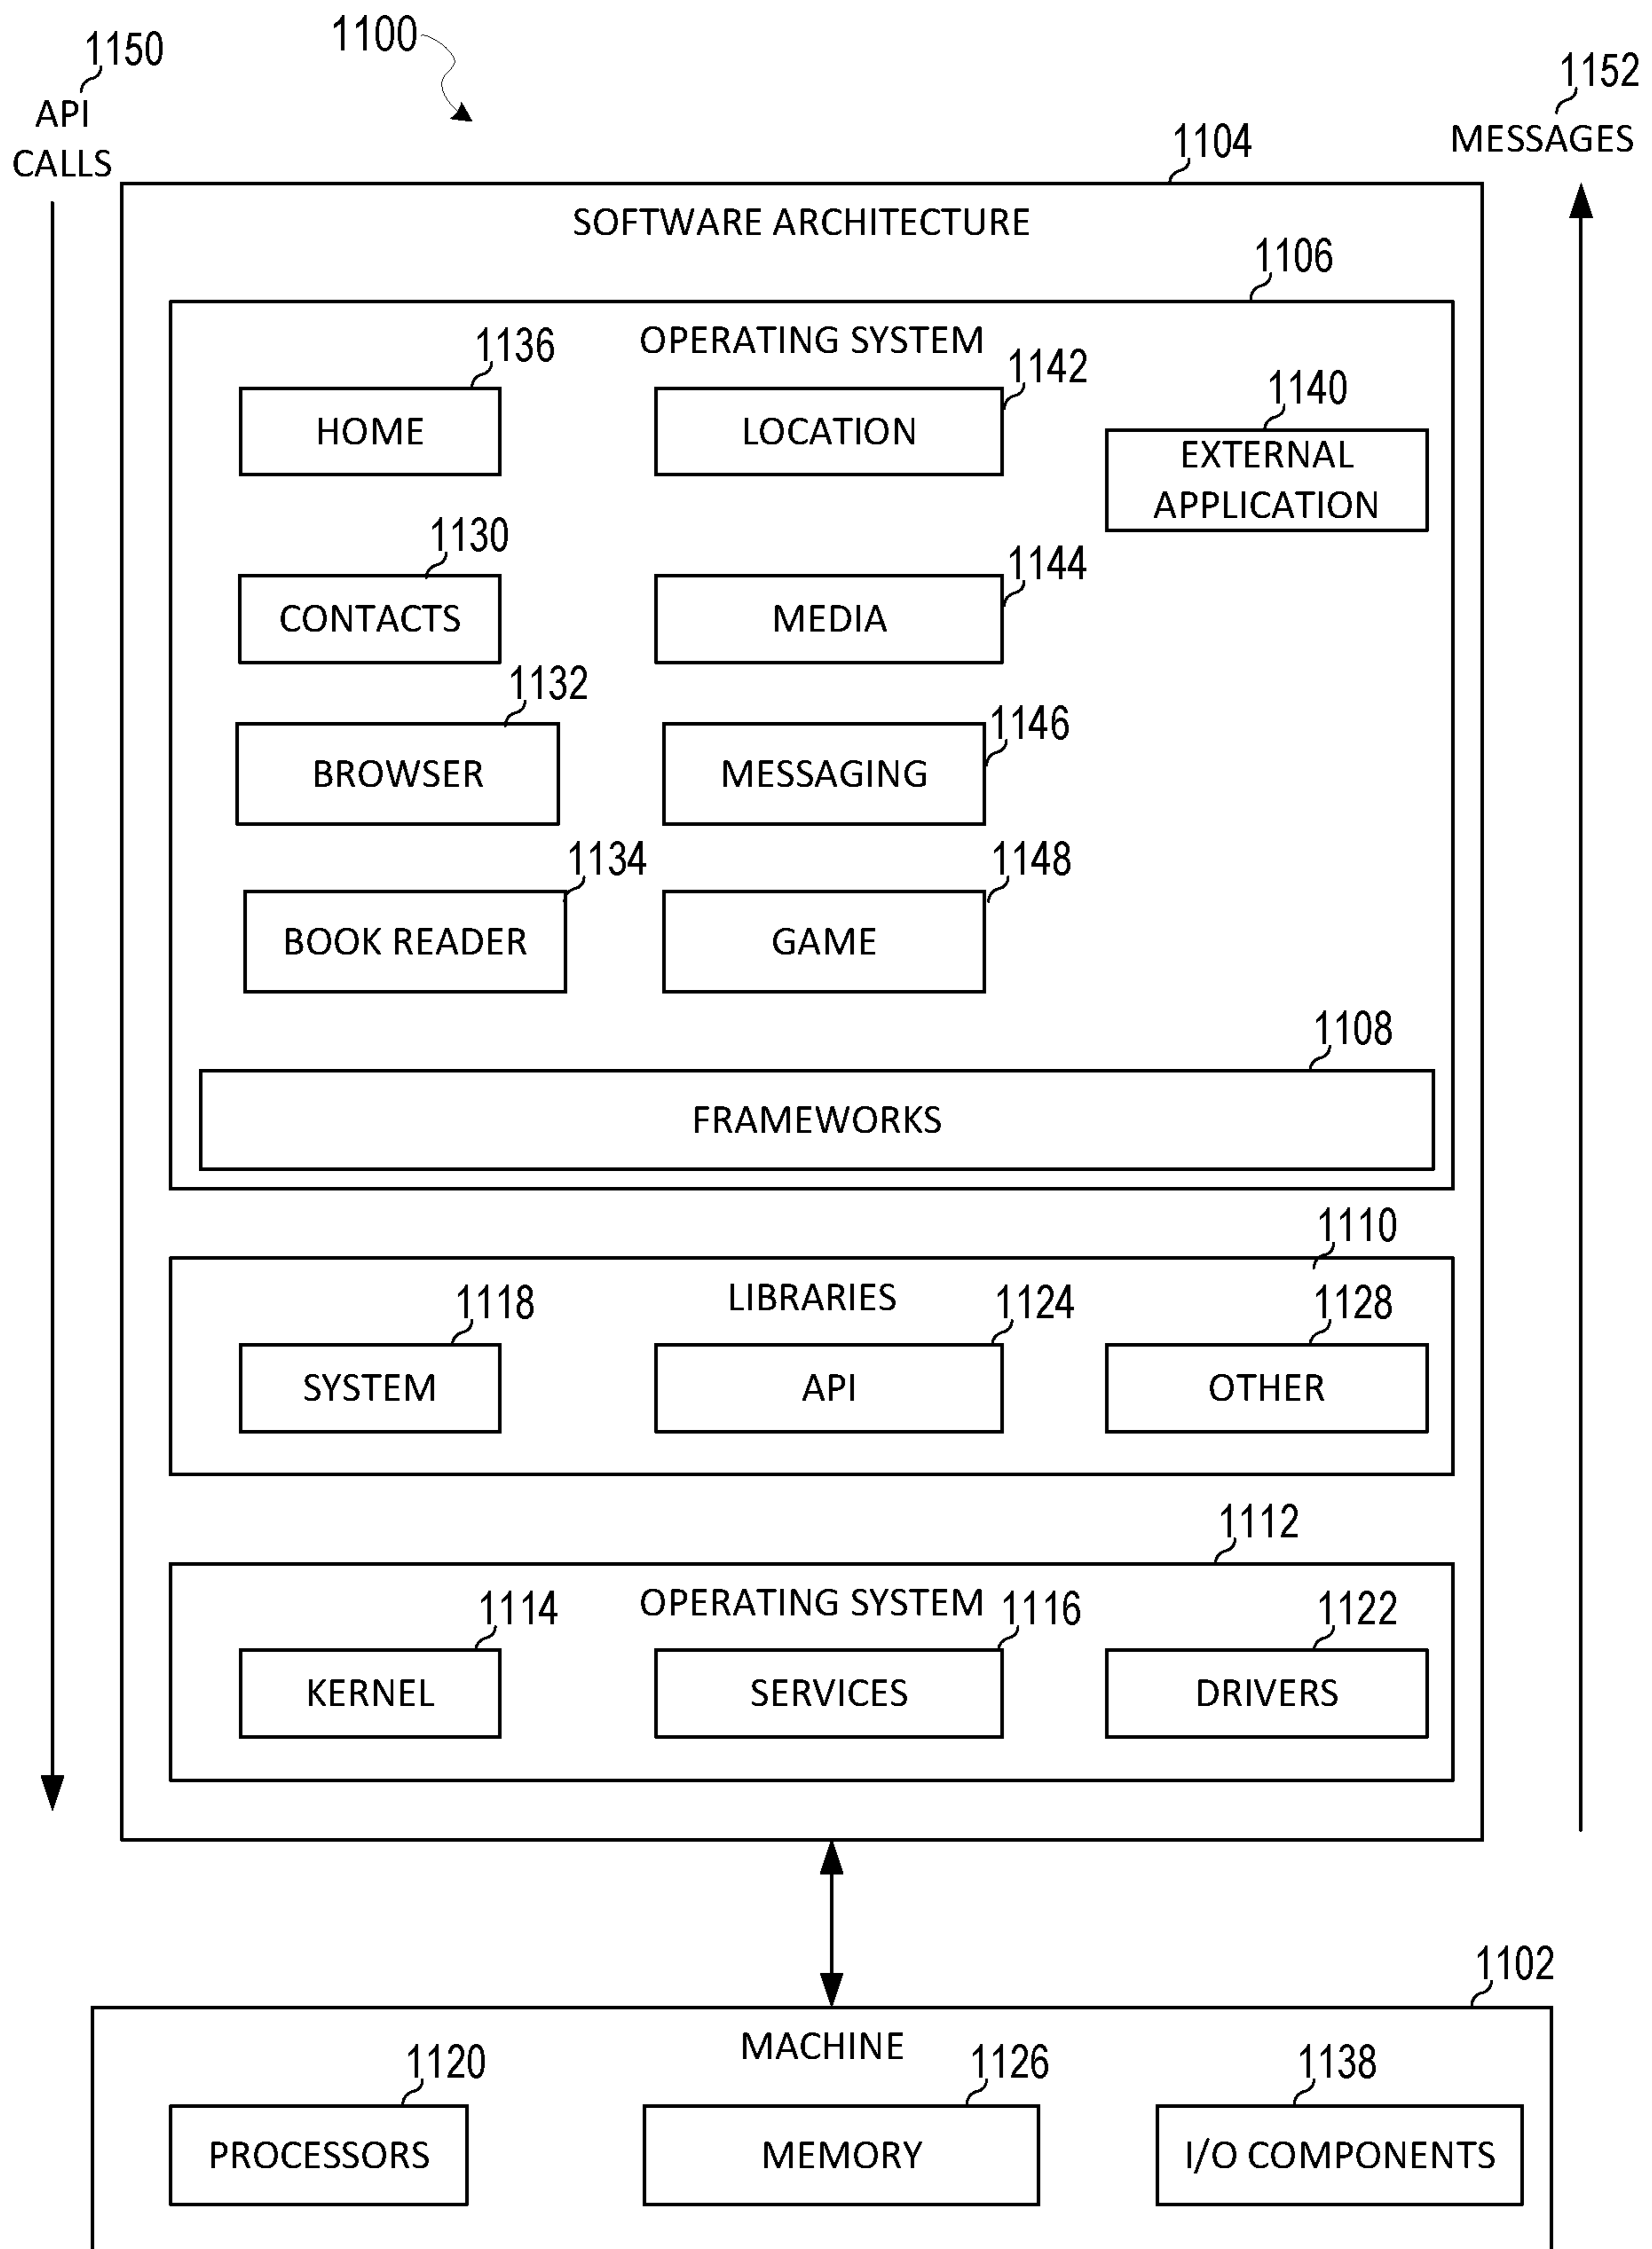 1100
1150
API
CALLS
1152
MESSAGES
1104
SOFTWARE ARCHITECTURE
1106
OPERATING SYSTEM
1136
HOME
1142
LOCATION
1140
EXTERNAL
APPLICATION
1130
CONTACTS
1144
MEDIA
1132
BROWSER
1146
MESSAGING
1134
BOOK READER
1148
GAME
1108
FRAMEWORKS
1110
LIBRARIES
1118
SYSTEM
1124
API
1128
OTHER
1112
OPERATING SYSTEM
1114
KERNEL
1116
SERVICES
1122
DRIVERS
1102
MACHINE
1120
PROCESSORS
1126
MEMORY
1138
I/O COMPONENTS